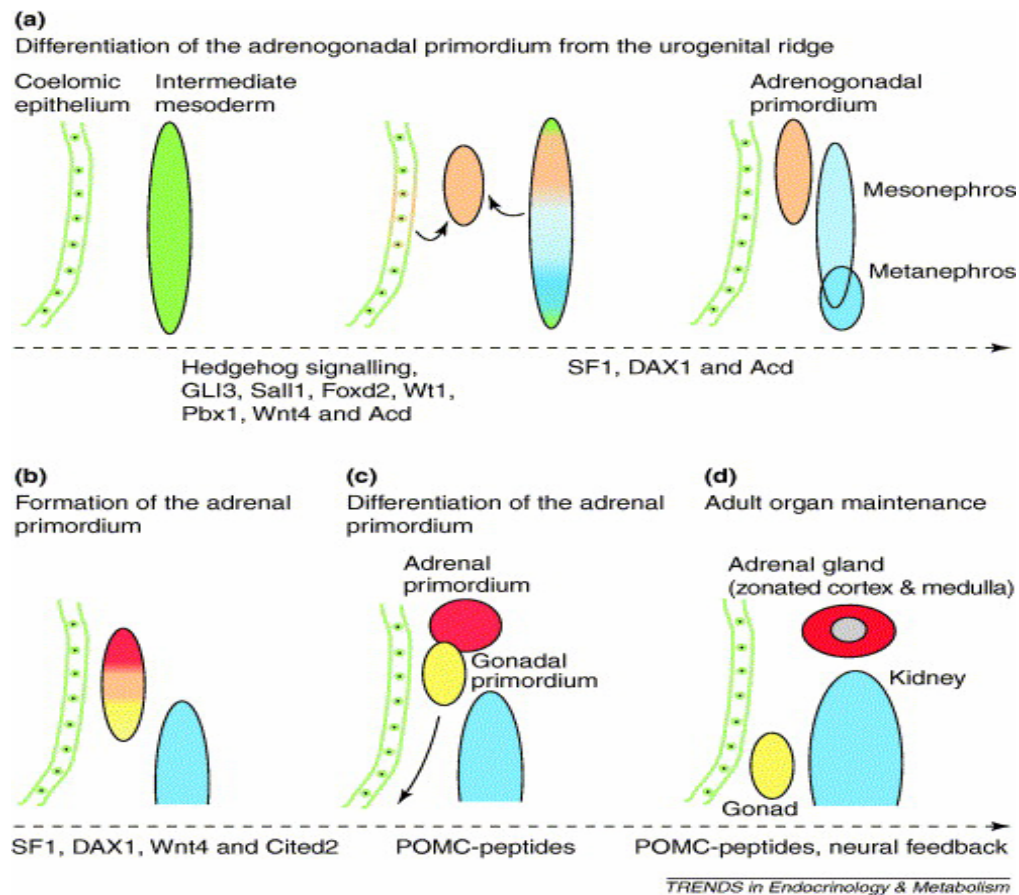 (a)
Differentiation of the adrenogonadal primordium from the urogenital ridge
Coelomic
epithelium
Intermediate
mesoderm
Adrenogonadal
primordium
Mesonephros
Metanephros
Hedgehog signalling,
GLI3, Sall1, Foxd2, Wt1,
Pbx1, Wnt4 and Acd
SF1, DAX1 and Acd
(b)
Formation of the adrenal
primordium
(c)
Differentiation of the adrenal
primordium
Adrenal
primordium
Gonadal
primordium
(d)
Adult organ maintenance
Adrenal gland
(zonated cortex & medulla)
Kidney
Gonad
SF1, DAX1, Wnt4 and Cited2
POMC-peptides
POMC-peptides, neural feedback
TRENDS in Endocrinology & Metabolism